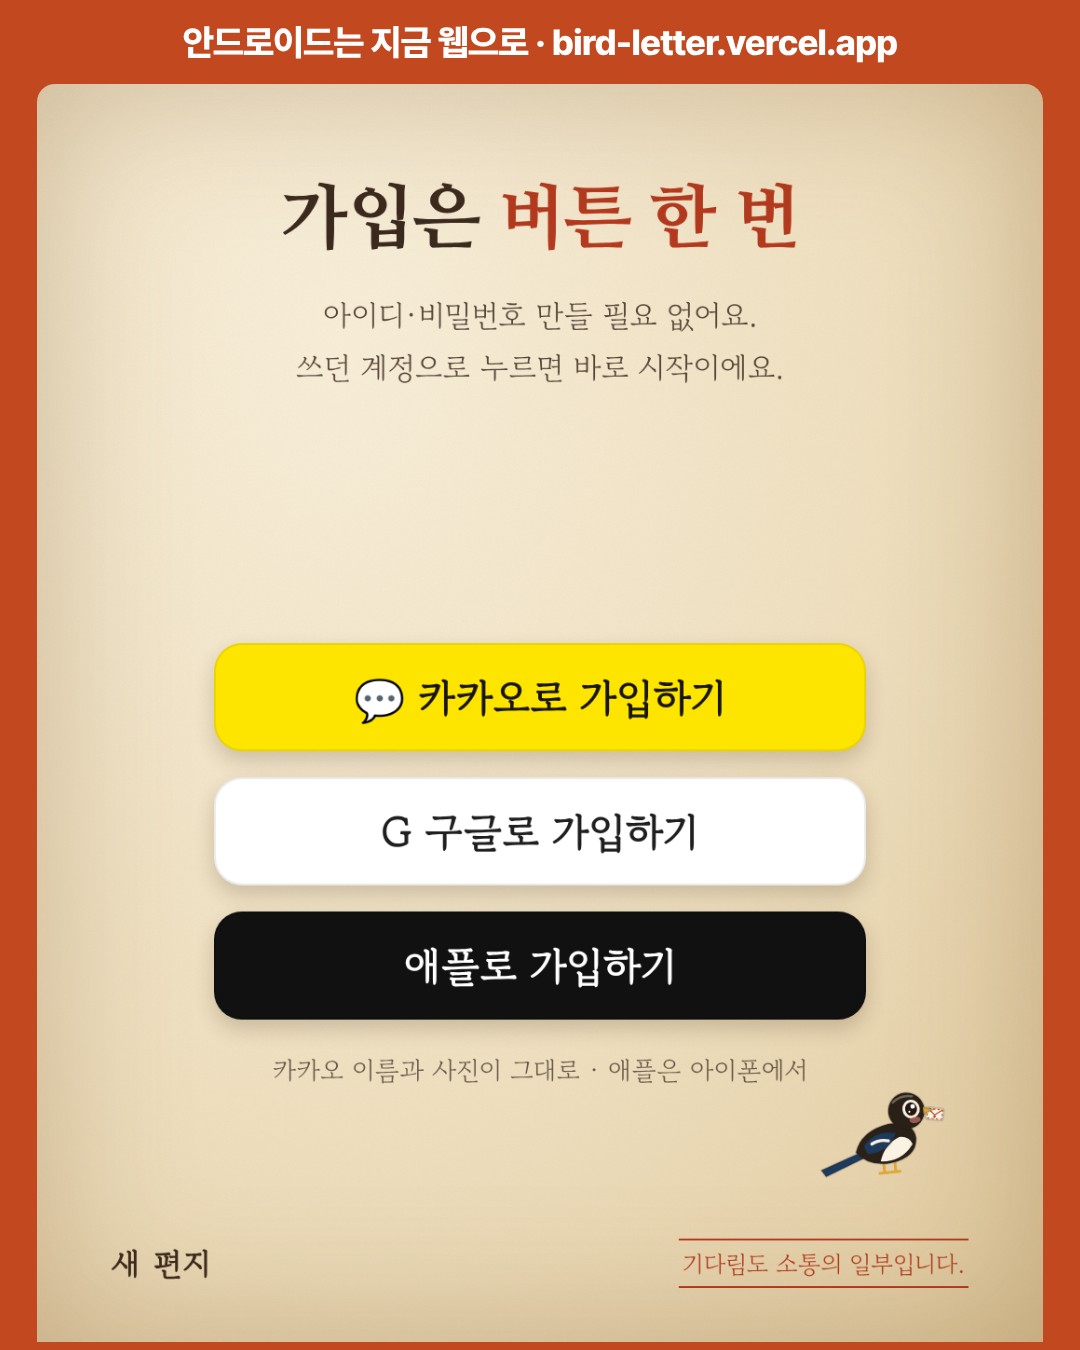 안드로이드는 지금 웹으로 · bird-letter.vercel.app
가입은 버튼 한 번
아이디·비밀번호 만들 필요 없어요.
쓰던 계정으로 누르면 바로 시작이에요.
💬 카카오로 가입하기
G 구글로 가입하기
애플로 가입하기
카카오 이름과 사진이 그대로 · 애플은 아이폰에서
새 편지
기다림도 소통의 일부입니다.